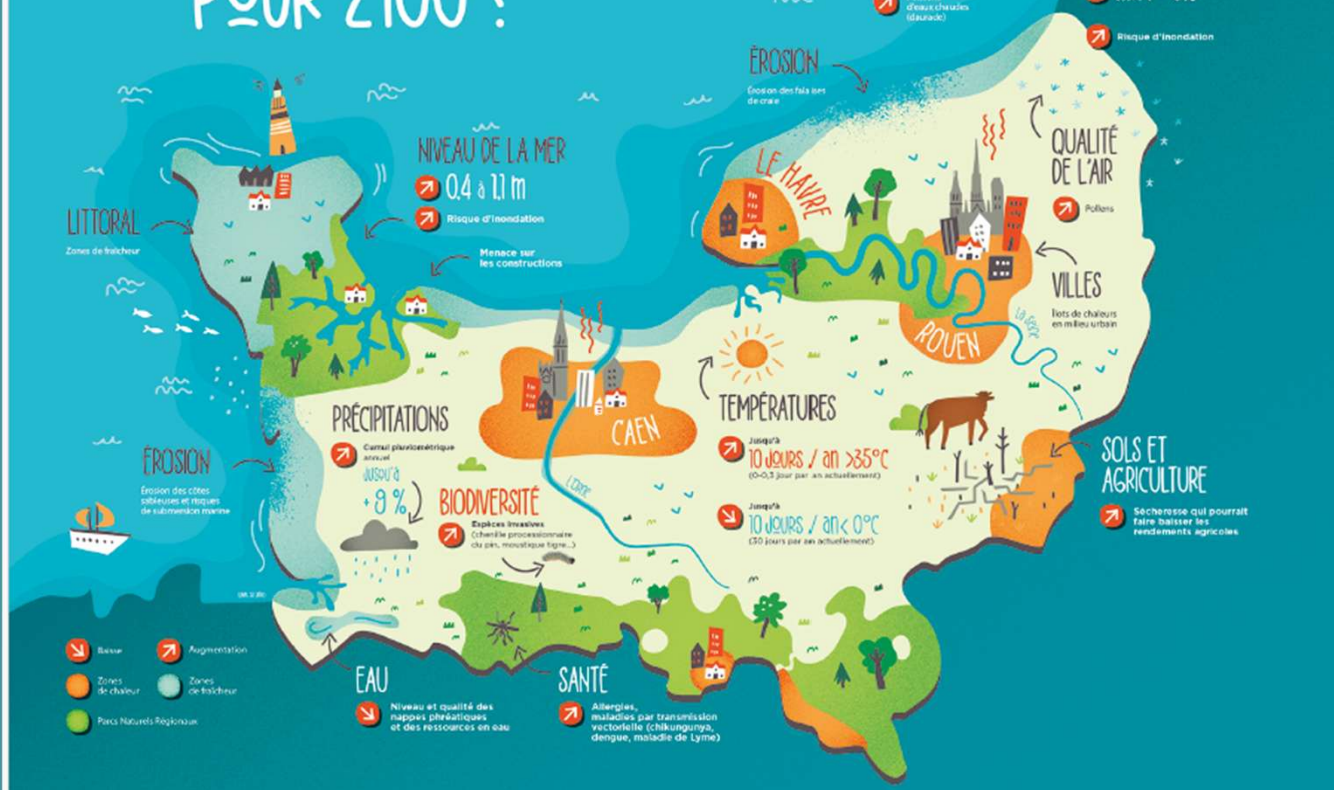 POUR 2100 ?
d'eaux chaudes
(daurade)
Risque d'inondation
ÉROSION
Érosion des falaises
de craie
QUALITÉ
DE L'AIR
Pollens
NIVEAU DE LA MER
0,4 à 1,1 m
Risque d'inondation
Menace sur
les constructions
LITTORAL
Zones de fraîcheur
LE HAVRE
VILLES
Îlots de chaleurs
en milieu urbain
ROUEN
LA SEINE
PRÉCIPITATIONS
Cumul pluviométrique
annuel
JUSQU'À
+ 9 %
CAEN
L'ORNE
TEMPÉRATURES
Jusqu'à
10 JOURS / an >35°C
(0-0,3 jour par an actuellement)
Jusqu'à
10 JOURS / an < 0°C
(30 jours par an actuellement)
SOLS ET
AGRICULTURE
Sécheresse qui pourrait
faire baisser les
rendements agricoles
ÉROSION
Érosion des côtes
sableuses et risques
de submersion marine
BIODIVERSITÉ
Espèces invasives
(chenille processionnaire
du pin, moustique tigre...)
Baisse
Augmentation
Zones
de chaleur
Zones
de fraîcheur
Parcs Naturels Régionaux
EAU
Niveau et qualité des
nappes phréatiques
et des ressources en eau
SANTÉ
Allergies,
maladies par transmission
vectorielle (chikungunya,
dengue, maladie de Lyme)